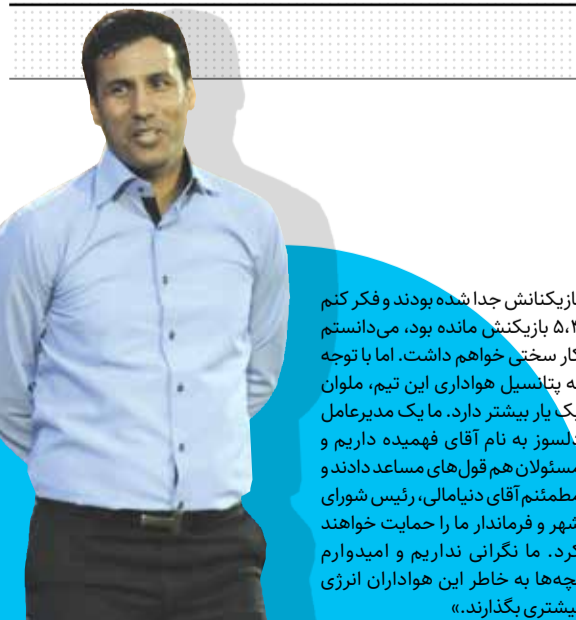 بازیکنانش جدا شده بودند و فکر کنم
۵،۴ بازیکنش مانده بود، می‌دانستم
کار سختی خواهم داشت. اما با توجه
به پتانسیل هواداری این تیم، ملوان
یک یار بیشتر دارد. ما یک مدیرعامل
دلسوز به نام آقای فهمیده داریم و
مسئولان هم قول‌های مساعد دادند و
مطمئنم آقای دنیامالی، رئیس شورای
شهر و فرماندار ما را حمایت خواهند
کرد. ما نگرانی نداریم و امیدوارم
بچه‌ها به خاطر این هواداران انرژی
بیشتری بگذارند.»